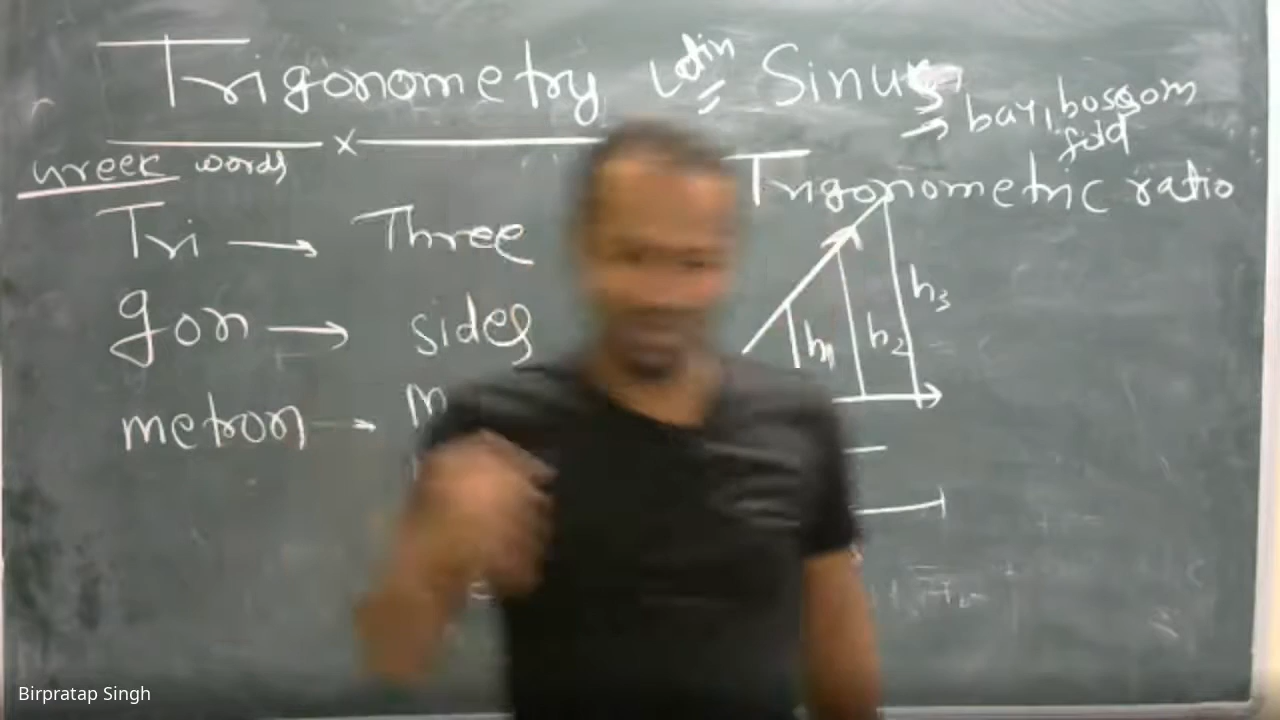 Trigonometry Latin Sinus
→ bay, bosom
fold
Greek words
Trigonometric ratio
Tri → Three
gon → sides
metron →
h1 h2 h3
Birpratap Singh